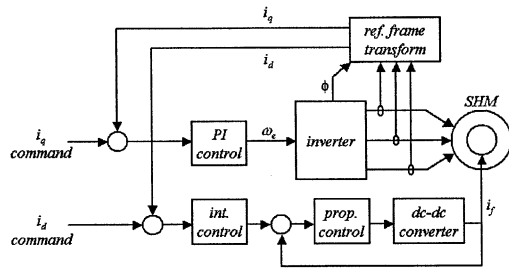 i_q
ref. frame
transform
i_d
ϕ
SHM
i_q
command
PI
control
ω_e
inverter
i_d
command
int.
control
prop.
control
dc-dc
converter
i_f